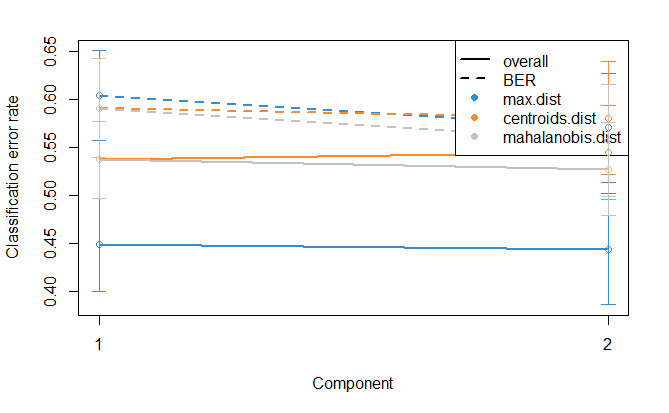 Classification error rate
0.65
0.60
0.55
0.50
0.45
0.40
overall
BER
max.dist
centroids.dist
mahalanobis.dist
1
2
Component